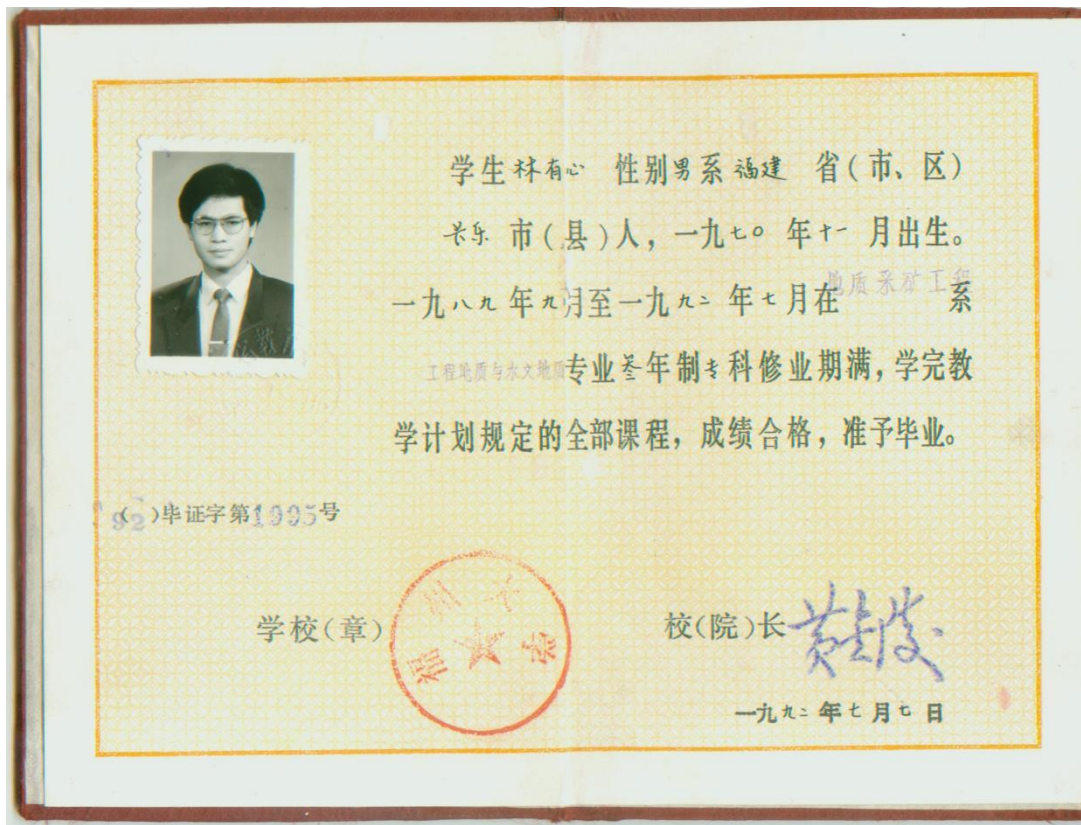 学生林有心 性别男系福建 省(市、区)
长乐 市(县)人，一九七〇年十一月出生。
一九八九年九月至一九九二年七月在地质采矿工程系
工程地质与水文地质专业叁年制专科修业期满，学完教
学计划规定的全部课程，成绩合格，准予毕业。
(92)毕证字第1995号
学校(章)
福州大学
校(院)长
一九九二年七月七日